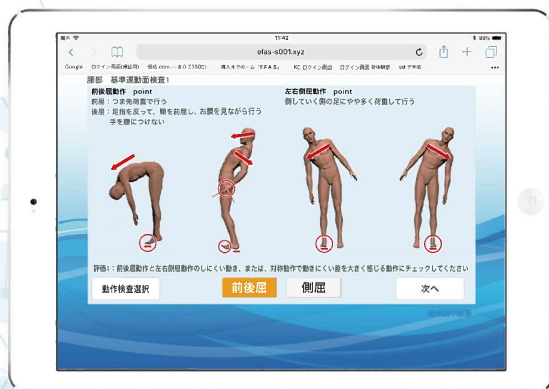 11:42
elas-s001.xyz
Google
腰部 基準運動面検査1
前後屈動作 point
前屈：つま先荷重で行う
後屈：足指を反って、顎を前屈し、お腹を見ながら行う
手を腰につけない
左右側屈動作 point
倒していく側の足にやや多く荷重して行う
評価1：前後屈動作と左右側屈動作のしにくい動き、または、対称動作で動きにくい差を大きく感じる動作にチェックしてください
動作検査選択
前後屈
側屈
次へ